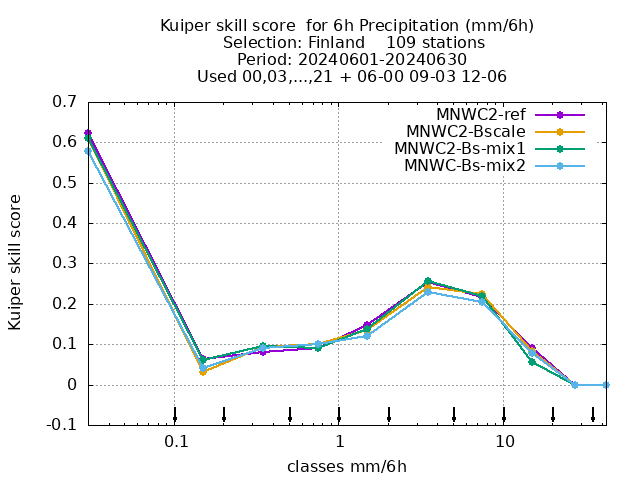 Kuiper skill score  for 6h Precipitation (mm/6h)
Selection: Finland    109 stations
Period: 20240601-20240630
Used 00,03,...,21 + 06-00 09-03 12-06
MNWC2-ref
MNWC2-Bscale
MNWC2-Bs-mix1
MNWC-Bs-mix2
Kuiper skill score
0.7
0.6
0.5
0.4
0.3
0.2
0.1
0
-0.1
0.1
1
10
classes mm/6h